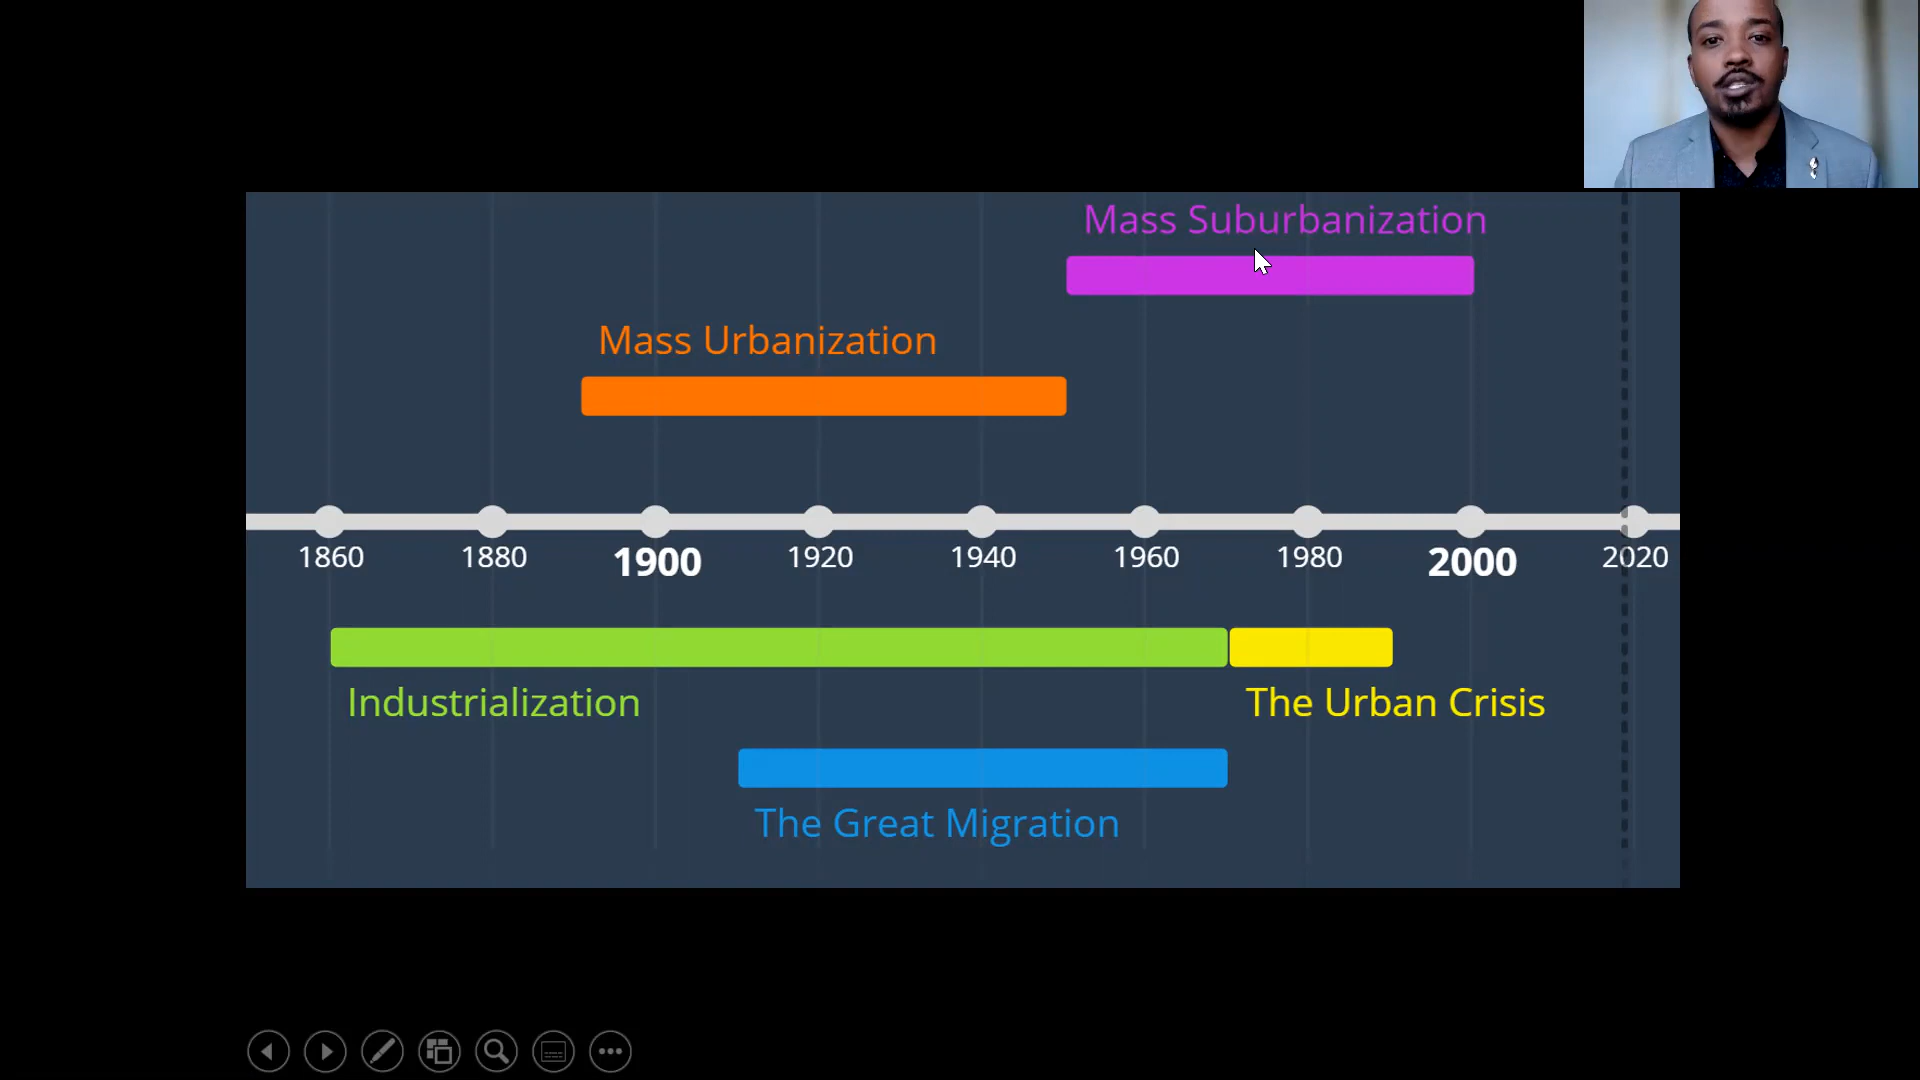 Mass Suburbanization
Mass Urbanization
1860 1880 1900 1920 1940 1960 1980 2000 2020
Industrialization
The Urban Crisis
The Great Migration